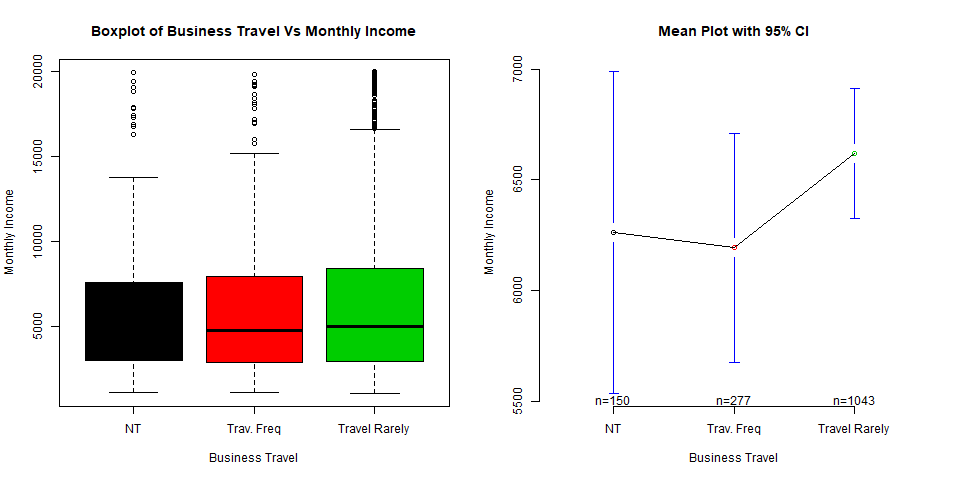 Boxplot of Business Travel Vs Monthly Income
Monthly Income
20000
15000
10000
5000
NT
Trav. Freq
Travel Rarely
Business Travel
Mean Plot with 95% CI
Monthly Income
7000
6500
6000
5500
n=150
n=277
n=1043
NT
Trav. Freq
Travel Rarely
Business Travel